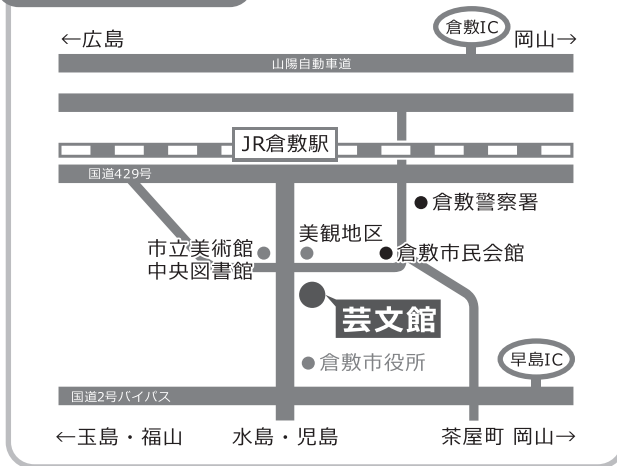 倉敷IC
←広島
岡山→
山陽自動車道
JR倉敷駅
国道429号
倉敷警察署
美観地区
市立美術館
中央図書館
倉敷市民会館
芸文館
倉敷市役所
早島IC
国道2号バイパス
←玉島・福山
水島・児島
茶屋町 岡山→